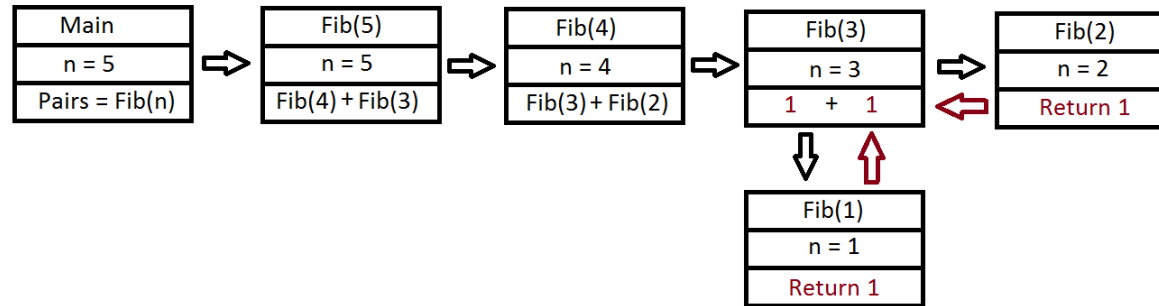 Main
n = 5
Pairs = Fib(n)
Fib(5)
n = 5
Fib(4) + Fib(3)
Fib(4)
n = 4
Fib(3) + Fib(2)
Fib(3)
n = 3
1 + 1
Fib(2)
n = 2
Return 1
Fib(1)
n = 1
Return 1